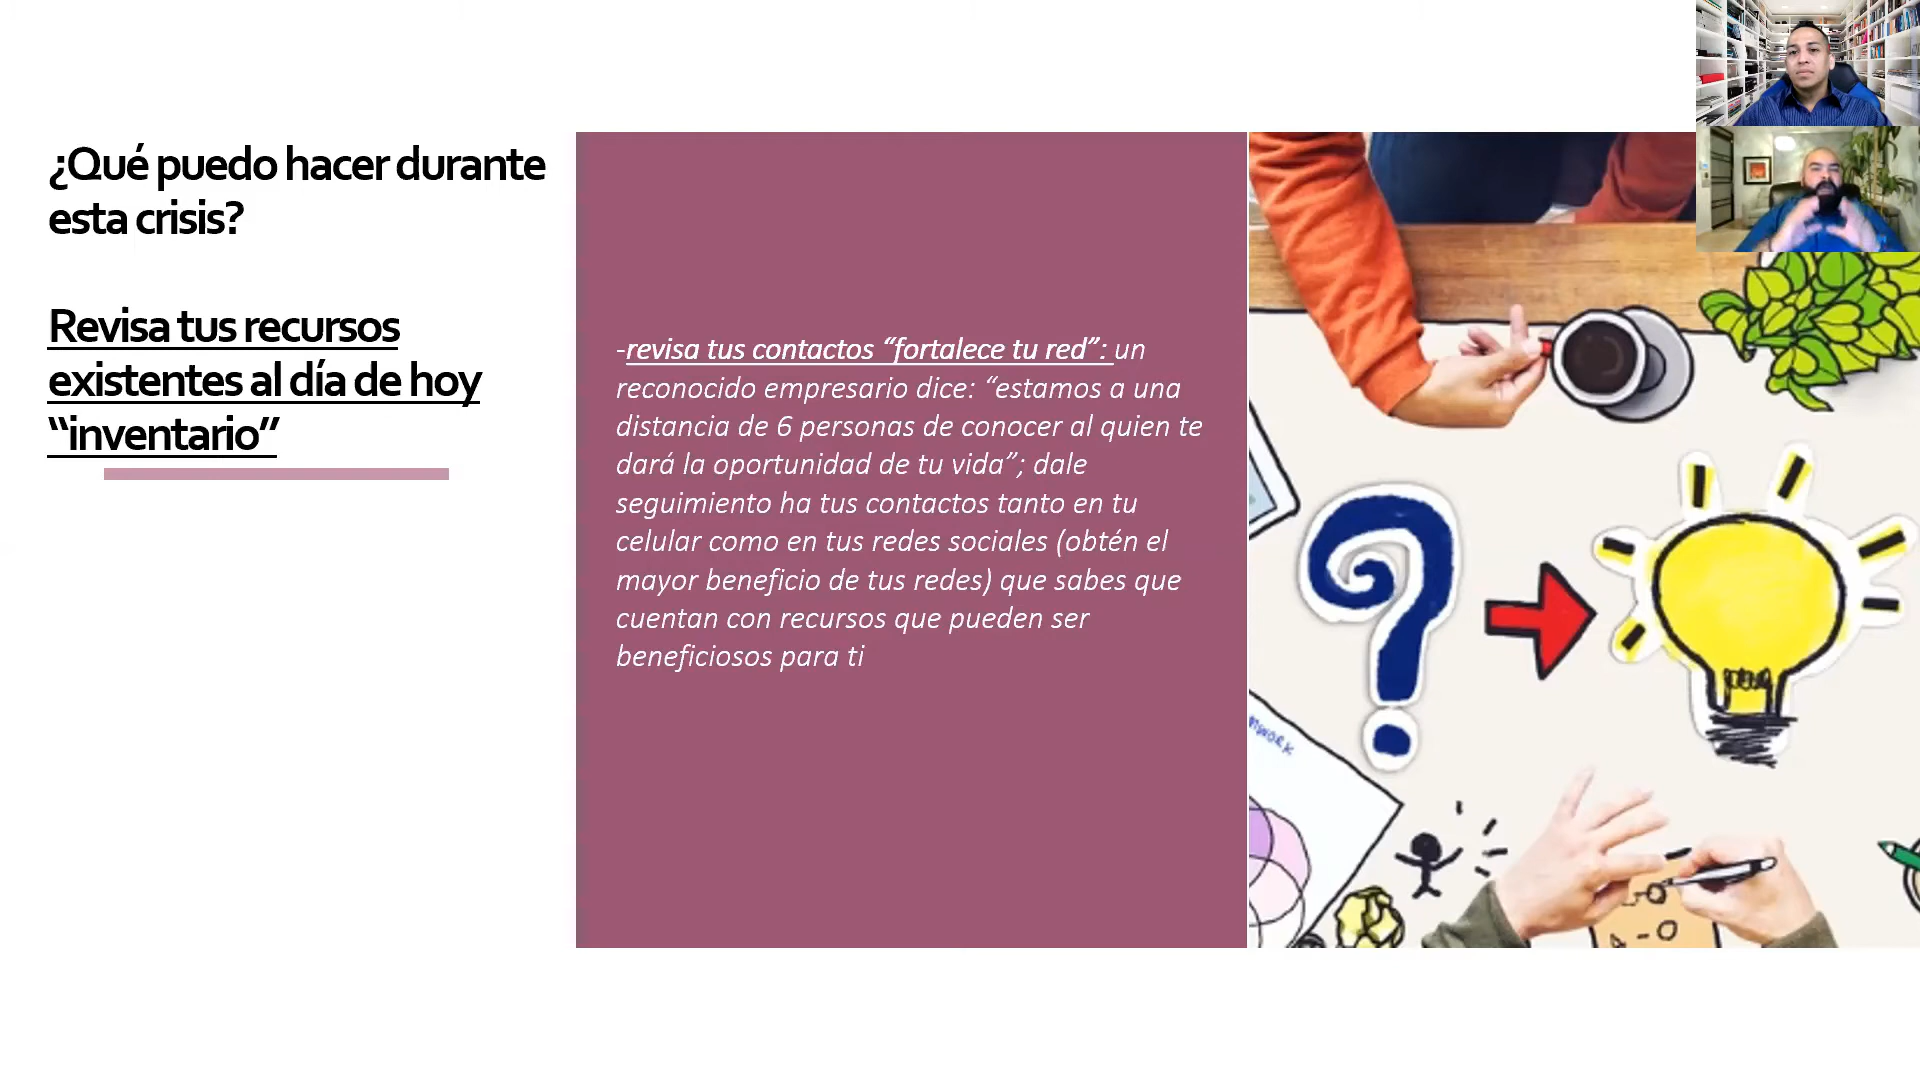 ¿Qué puedo hacer durante
esta crisis?
Revisa tus recursos
existentes al día de hoy
“inventario”
-revisa tus contactos “fortalece tu red”: un
reconocido empresario dice: “estamos a una
distancia de 6 personas de conocer al quien te
dará la oportunidad de tu vida”; dale
seguimiento ha tus contactos tanto en tu
celular como en tus redes sociales (obtén el
mayor beneficio de tus redes) que sabes que
cuentan con recursos que pueden ser
beneficiosos para ti